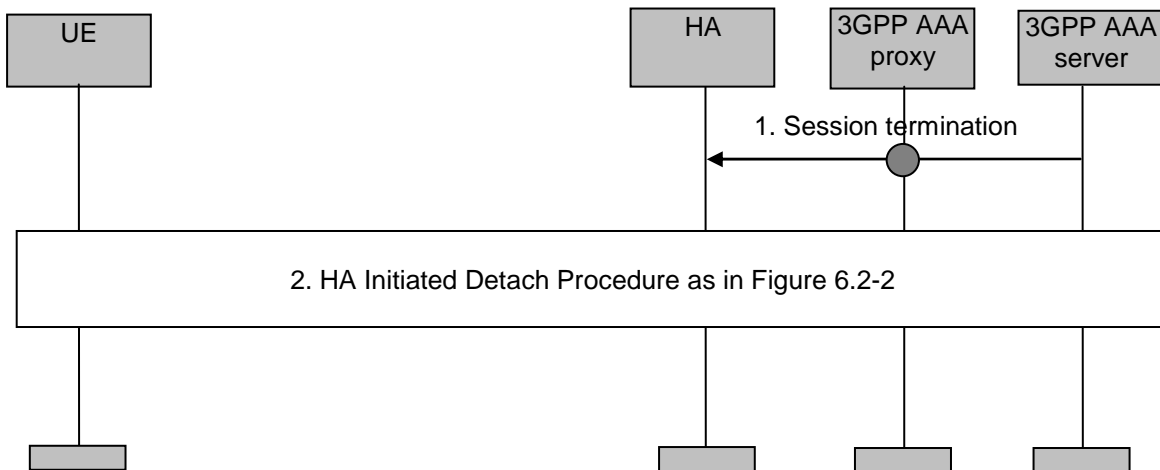 UE
HA
3GPP AAA
proxy
3GPP AAA
server
1. Session termination
2. HA Initiated Detach Procedure as in Figure 6.2-2